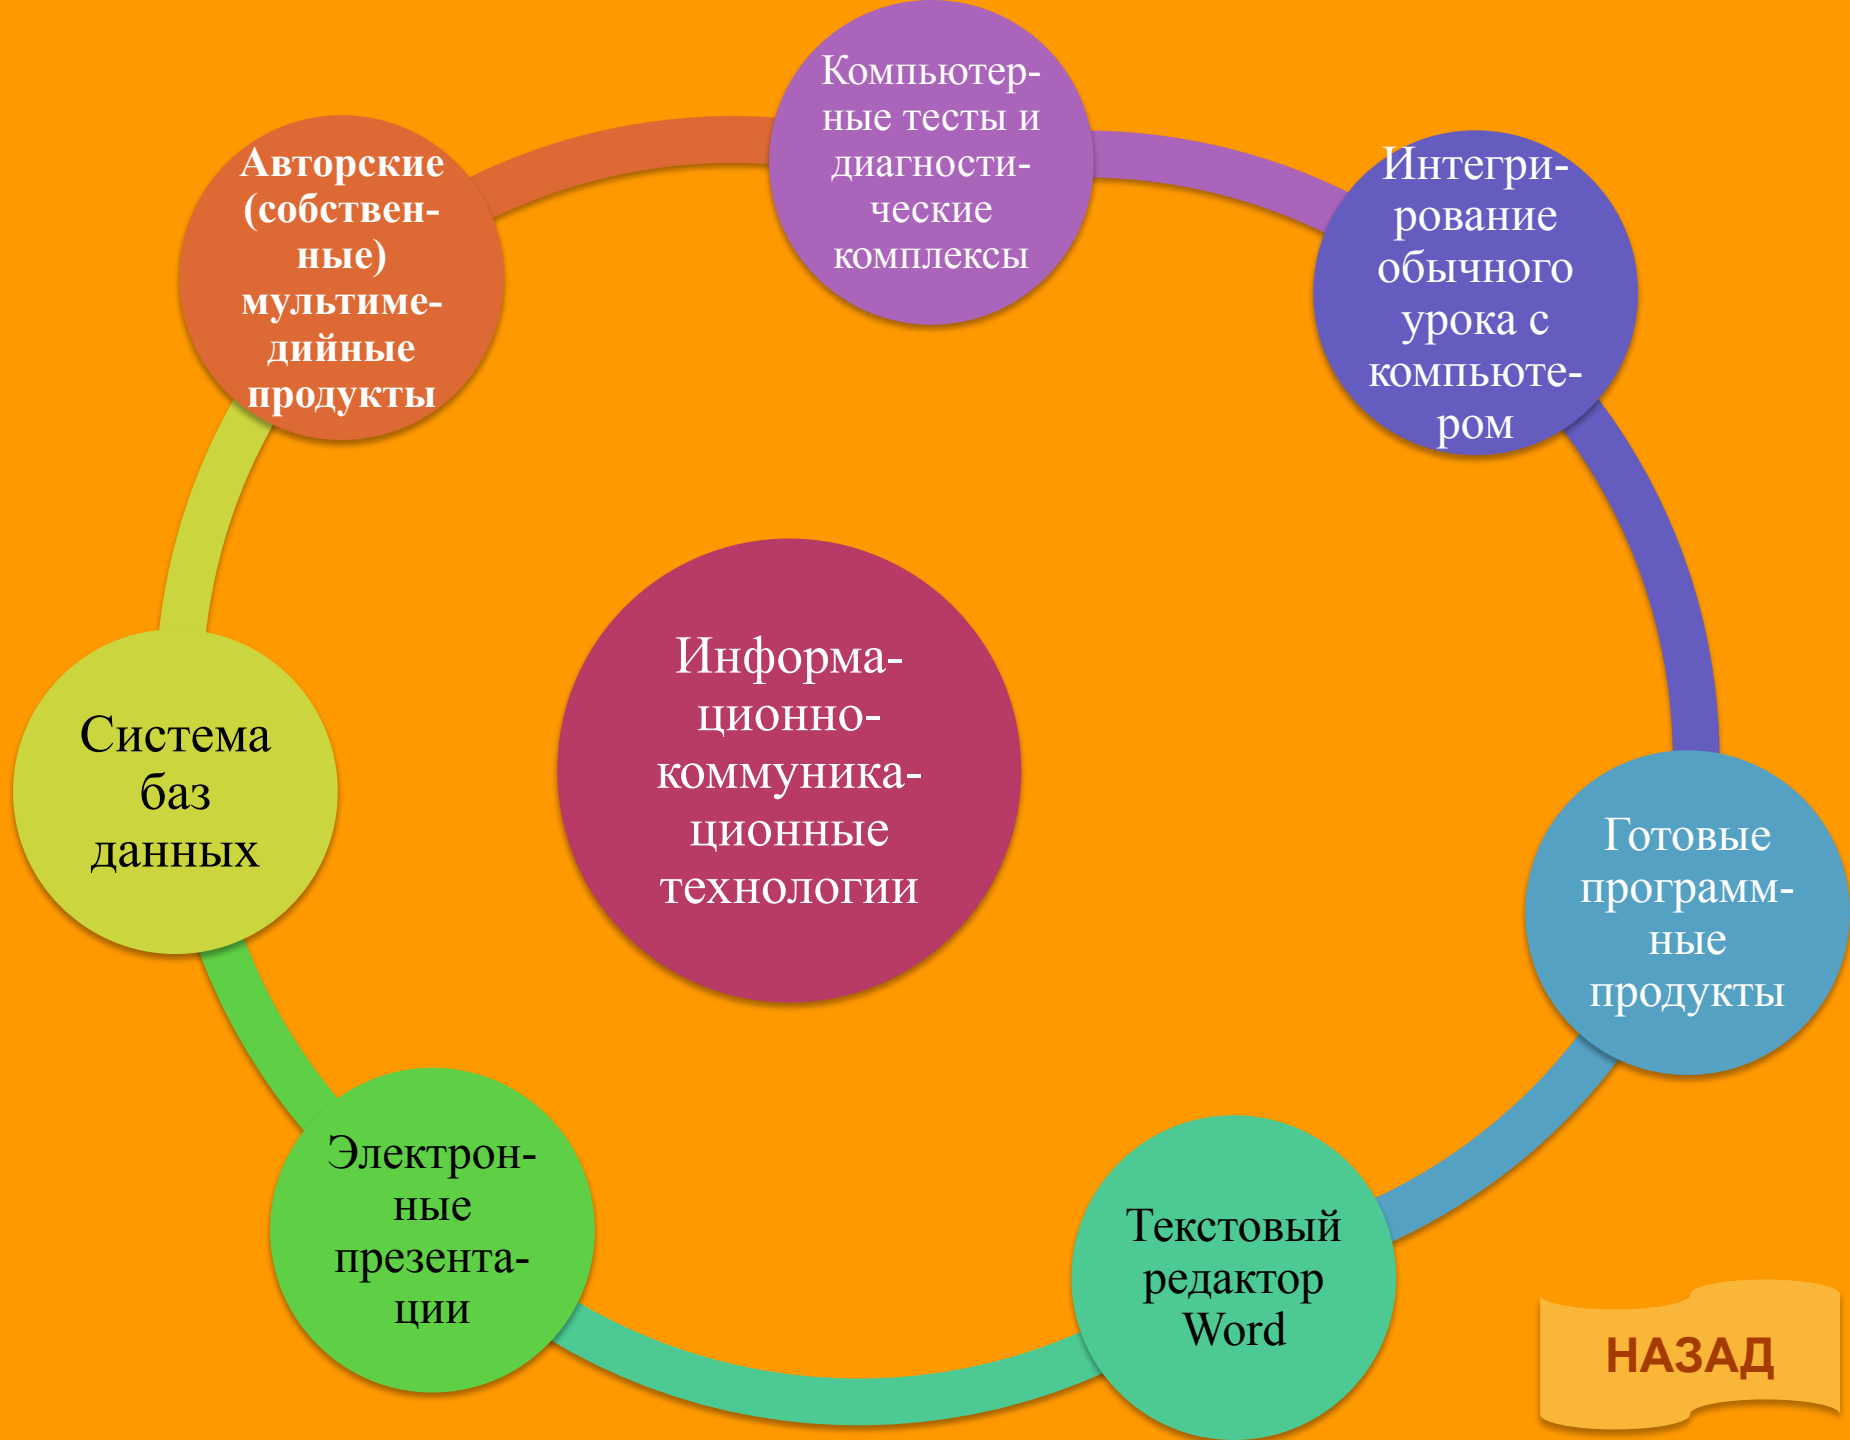 Компьютер-
ные тесты и
диагности-
ческие
комплексы
Интегри-
рование
обычного
урока с
компьюте-
ром
Готовые
программ-
ные
продукты
Текстовый
редактор
Word
Электрон-
ные
презента-
ции
Система
баз
данных
Авторские
(собствен-
ные)
мультиме-
дийные
продукты
Информа-
ционно-
коммуника-
ционные
технологии
НАЗАД